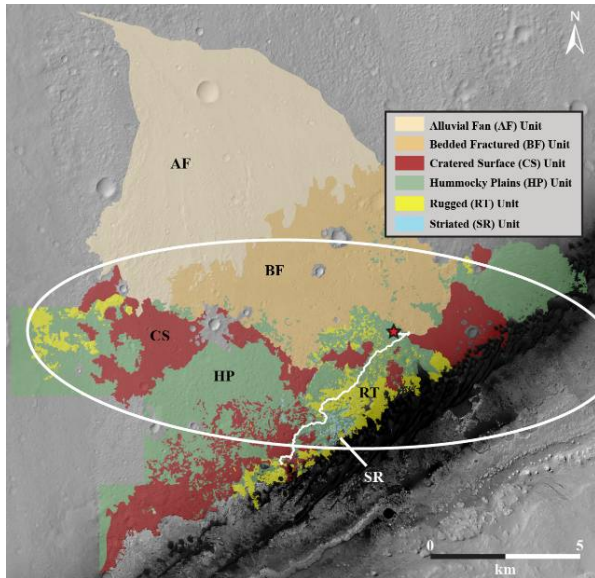 N
AF
Alluvial Fan (AF) Unit
Bedded Fractured (BF) Unit
Cratered Surface (CS) Unit
Hummocky Plains (HP) Unit
Rugged (RT) Unit
Striated (SR) Unit
BF
CS
HP
RT
SR
0 5
km